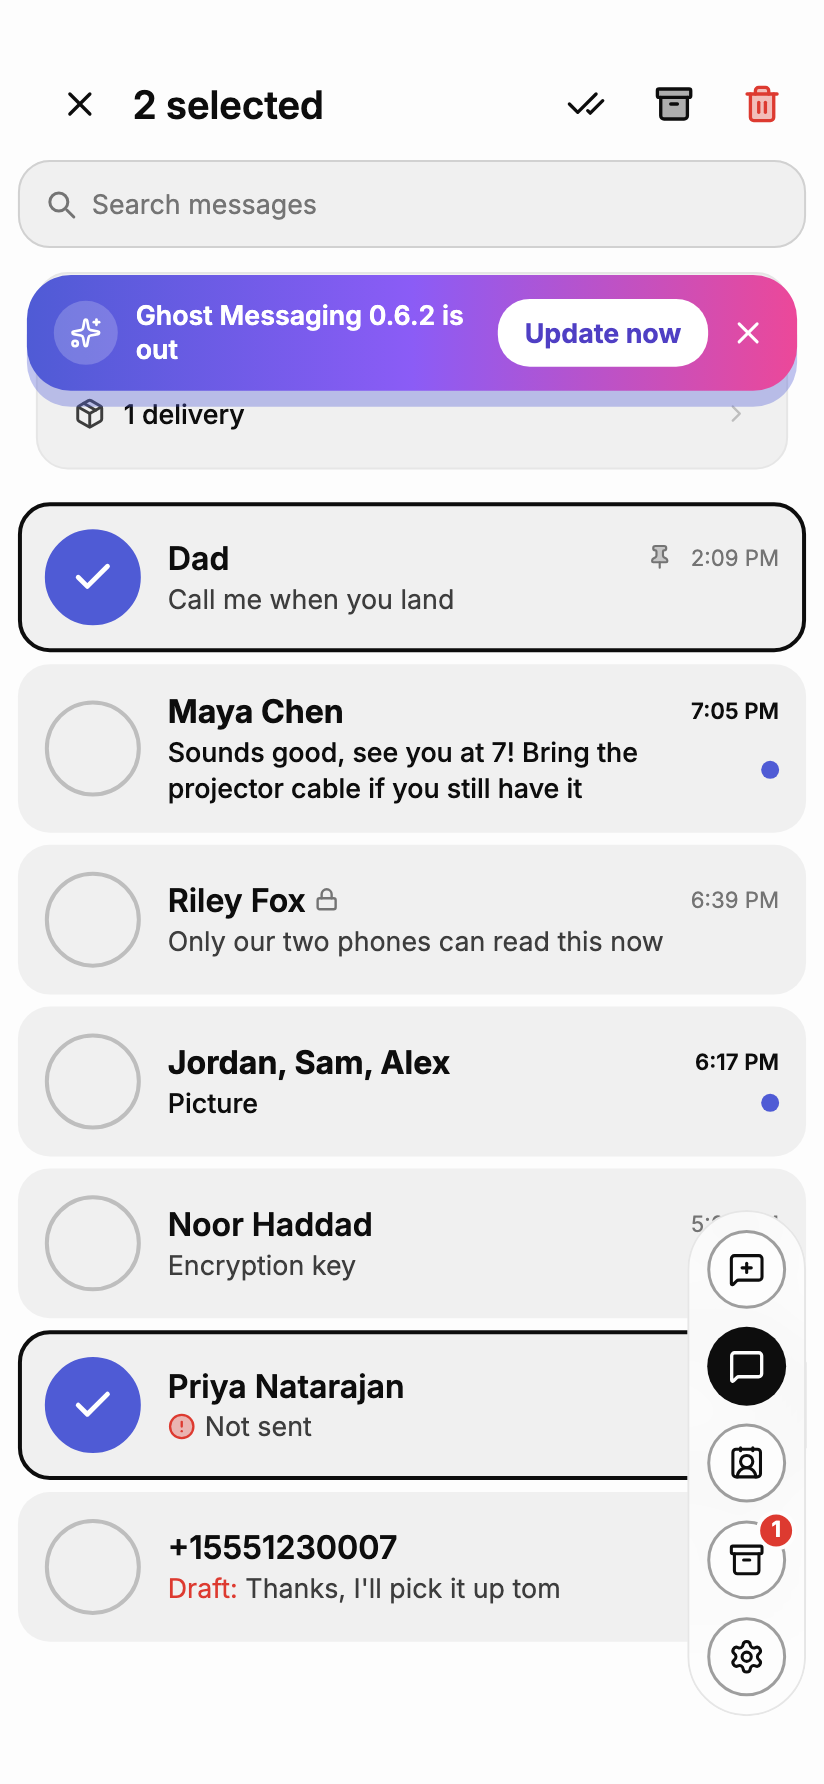 2 selected
Search messages
Ghost Messaging 0.6.2 is
out
Update now
1 delivery
Dad
2:09 PM
Call me when you land
Maya Chen
7:05 PM
Sounds good, see you at 7! Bring the
projector cable if you still have it
Riley Fox
6:39 PM
Only our two phones can read this now
Jordan, Sam, Alex
6:17 PM
Picture
Noor Haddad
Encryption key
Priya Natarajan
Not sent
1
+15551230007
Draft: Thanks, I'll pick it up tom